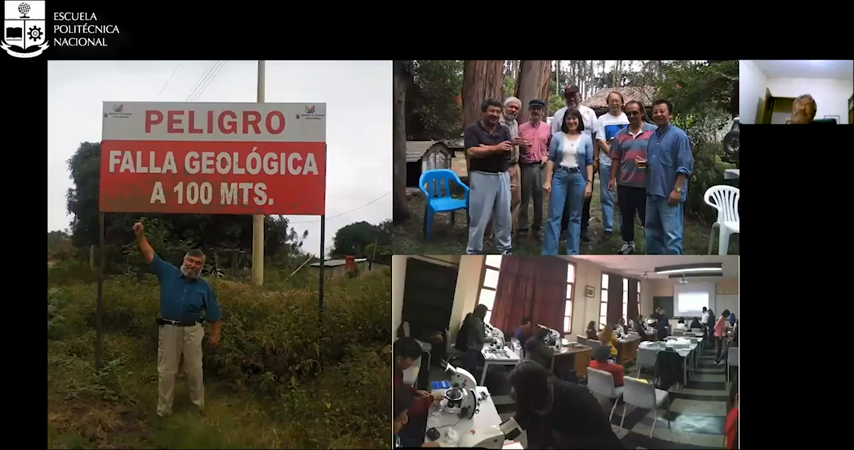 ESCUELA
POLITÉCNICA
NACIONAL
PELIGRO
FALLA GEOLÓGICA
A 100 MTS.